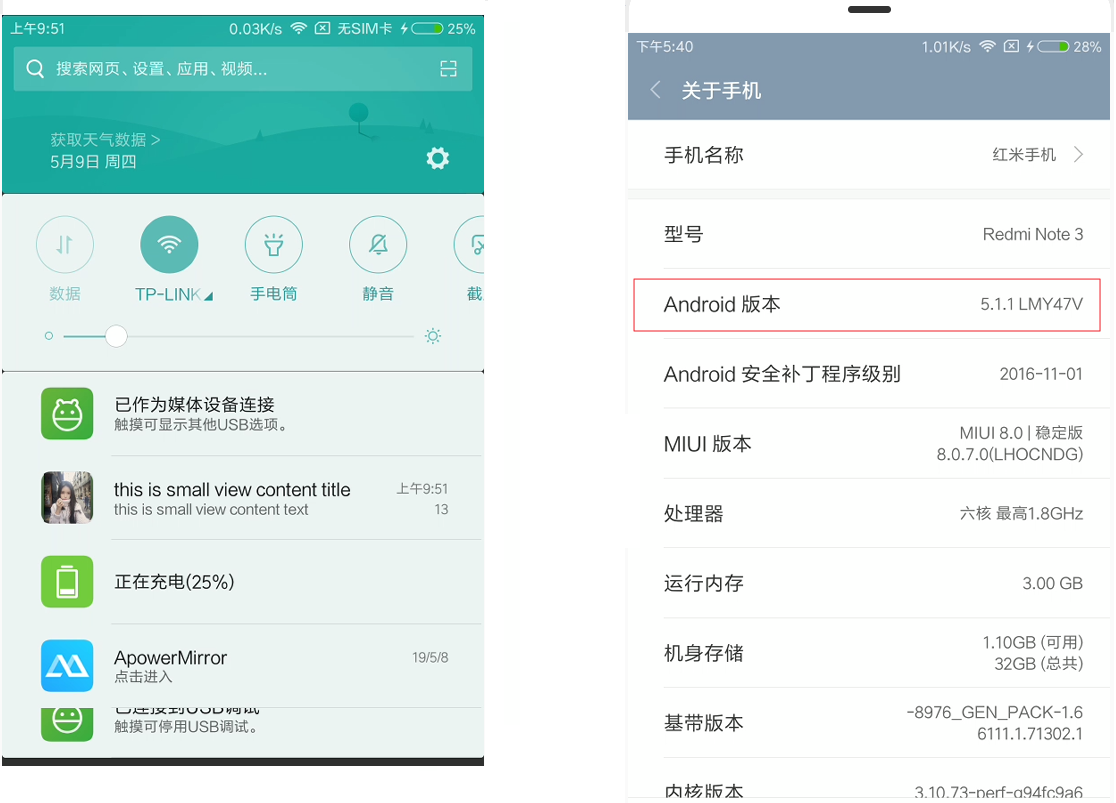 上午9:51
0.03K/s
无SIM卡
25%
搜索网页、设置、应用、视频...
获取天气数据 >
5月9日 周四
数据
TP-LINK
手电筒
静音
截
已作为媒体设备连接
触摸可显示其他USB选项。
this is small view content title
上午9:51
this is small view content text
13
正在充电(25%)
ApowerMirror
19/5/8
点击进入
已连接到USB调试
触摸可停用USB调试。
下午5:40
1.01K/s
28%
关于手机
手机名称
红米手机
型号
Redmi Note 3
Android 版本
5.1.1 LMY47V
Android 安全补丁程序级别
2016-11-01
MIUI 版本
MIUI 8.0 | 稳定版
8.0.7.0(LHOCNDG)
处理器
六核 最高1.8GHz
运行内存
3.00 GB
机身存储
1.10GB (可用)
32GB (总共)
基带版本
-8976_GEN_PACK-1.6
6111.1.71302.1
内核版本
3.10.73-perf-g94fc9a6